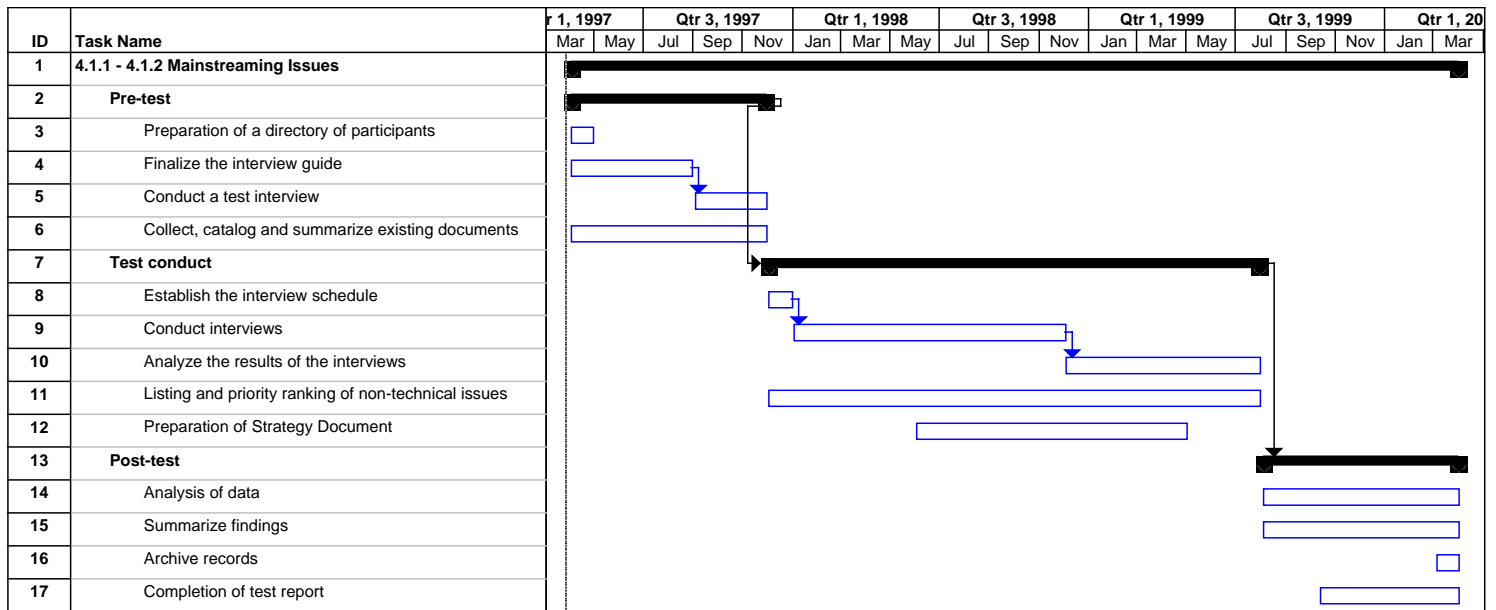 r 1, 1997 Qtr 3, 1997 Qtr 1, 1998 Qtr 3, 1998 Qtr 1, 1999 Qtr 3, 1999 Qtr 1, 20
ID Task Name Mar May Jul Sep Nov Jan Mar May Jul Sep Nov Jan Mar May Jul Sep Nov Jan Mar
1 4.1.1 - 4.1.2 Mainstreaming Issues
2 Pre-test
3 Preparation of a directory of participants
4 Finalize the interview guide
5 Conduct a test interview
6 Collect, catalog and summarize existing documents
7 Test conduct
8 Establish the interview schedule
9 Conduct interviews
10 Analyze the results of the interviews
11 Listing and priority ranking of non-technical issues
12 Preparation of Strategy Document
13 Post-test
14 Analysis of data
15 Summarize findings
16 Archive records
17 Completion of test report